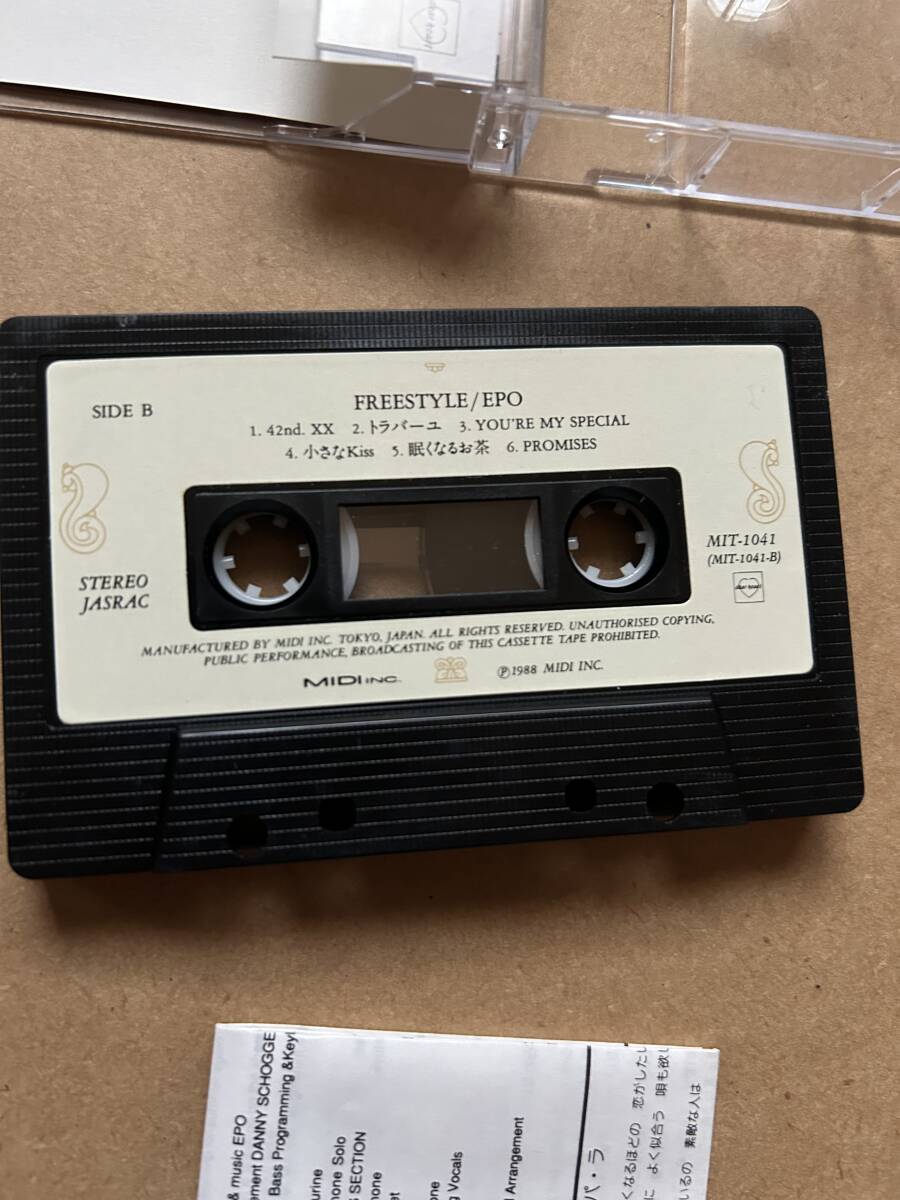 SIDE B
FREESTYLE/EPO
1. 42nd. XX 2. トラバーユ 3. YOU'RE MY SPECIAL
4. 小さなKiss 5. 眠くなるお茶 6. PROMISES
STEREO
JASRAC
MIT-1041
(MIT-1041-B)
MANUFACTURED BY MIDI INC. TOKYO, JAPAN. ALL RIGHTS RESERVED. UNAUTHORISED COPYING,
PUBLIC PERFORMANCE, BROADCASTING OF THIS CASSETTE TAPE PROHIBITED.
MIDI INC.
Ⓟ1988 MIDI INC.
& music EPO
ement DANNY SCHOGGE
Bass Programming &Key
urine
hone Solo
S SECTION
one
et
one
g Vocals
l Arrangement
パ・ラ
くなるほどの 恋がしたい
に よく似合う 唄も欲し
いるの 素敵な人は